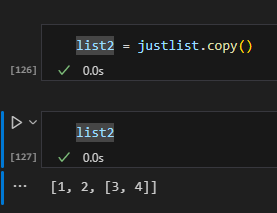 list2 = justlist.copy()
[126]
0.0s
list2
[127]
0.0s
... [1, 2, [3, 4]]